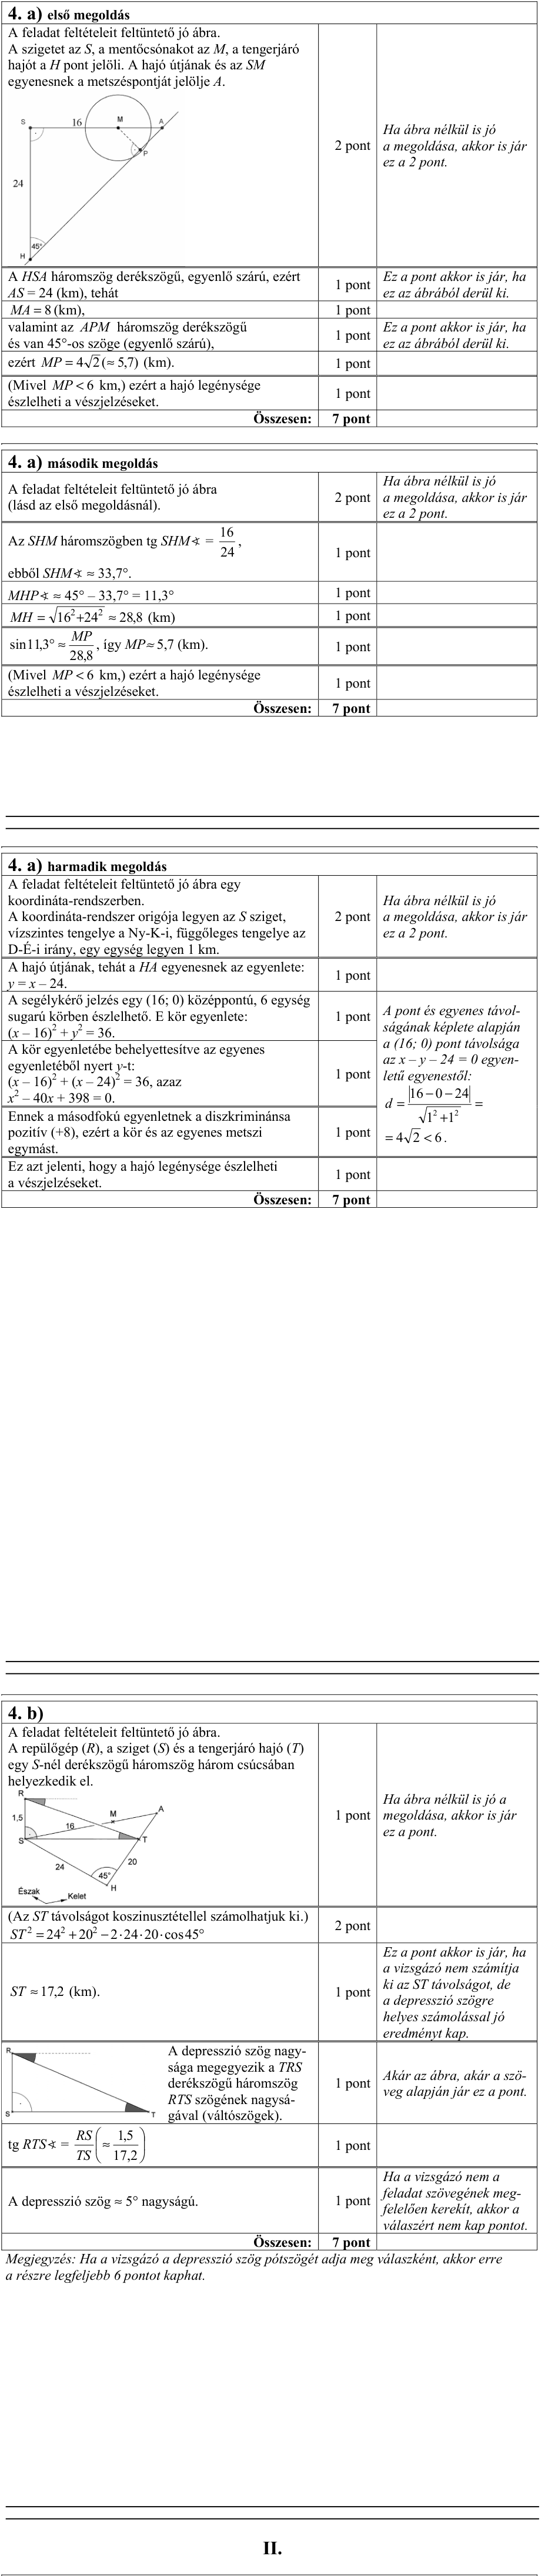 4. a) első megoldás
A feladat feltételeit feltüntető jó ábra.
A szigetet az S, a mentőcsónakot az M, a tengerjáró
hajót a H pont jelöli. A hajó útjának és az SM
egyenesnek a metszéspontját jelölje A.
S 16 M A
P
24
H 45°
2 pont
Ha ábra nélkül is jó
a megoldása, akkor is jár
ez a 2 pont.
A HSA háromszög derékszögű, egyenlő szárú, ezért
AS = 24 (km), tehát
1 pont
Ez a pont akkor is jár, ha
ez az ábrából derül ki.
MA = 8 (km),
1 pont
valamint az APM háromszög derékszögű
és van 45°-os szöge (egyenlő szárú),
1 pont
Ez a pont akkor is jár, ha
ez az ábrából derül ki.
ezért MP = 4√2 (≈ 5,7) (km).
1 pont
(Mivel MP < 6 km,) ezért a hajó legénysége
észlelheti a vészjelzéseket.
1 pont
Összesen: 7 pont
4. a) második megoldás
A feladat feltételeit feltüntető jó ábra
(lásd az első megoldásnál).
2 pont
Ha ábra nélkül is jó
a megoldása, akkor is jár
ez a 2 pont.
Az SHM háromszögben tg SHM∢ = 16/24,
ebből SHM∢ ≈ 33,7°.
1 pont
MHP∢ ≈ 45° – 33,7° = 11,3°
1 pont
MH = √(16²+24²) ≈ 28,8 (km)
1 pont
sin11,3° ≈ MP/28,8, így MP≈ 5,7 (km).
1 pont
(Mivel MP < 6 km,) ezért a hajó legénysége
észlelheti a vészjelzéseket.
1 pont
Összesen: 7 pont
4. a) harmadik megoldás
A feladat feltételeit feltüntető jó ábra egy
koordináta-rendszerben.
A koordináta-rendszer origója legyen az S sziget,
vízszintes tengelye a Ny-K-i, függőleges tengelye az
D-É-i irány, egy egység legyen 1 km.
2 pont
Ha ábra nélkül is jó
a megoldása, akkor is jár
ez a 2 pont.
A hajó útjának, tehát a HA egyenesnek az egyenlete:
y = x – 24.
1 pont
A segélykérő jelzés egy (16; 0) középpontú, 6 egység
sugarú körben észlelhető. E kör egyenlete:
(x – 16)² + y² = 36.
1 pont
A kör egyenletébe behelyettesítve az egyenes
egyenletéből nyert y-t:
(x – 16)² + (x – 24)² = 36, azaz
x² – 40x + 398 = 0.
1 pont
Ennek a másodfokú egyenletnek a diszkriminánsa
pozitív (+8), ezért a kör és az egyenes metszi
egymást.
1 pont
A pont és egyenes távol-
ságának képlete alapján
a (16; 0) pont távolsága
az x – y – 24 = 0 egyen-
letű egyenestől:
d = |16 − 0 − 24|/√(1² +1²) =
= 4√2 < 6 .
Ez azt jelenti, hogy a hajó legénysége észlelheti
a vészjelzéseket.
1 pont
Összesen: 7 pont
4. b)
A feladat feltételeit feltüntető jó ábra.
A repülőgép (R), a sziget (S) és a tengerjáró hajó (T)
egy S-nél derékszögű háromszög három csúcsában
helyezkedik el.
R
1,5 16 M A
S T
24 20
45°
H
Észak Kelet
1 pont
Ha ábra nélkül is jó a
megoldása, akkor is jár
ez a pont.
(Az ST távolságot koszinusztétellel számolhatjuk ki.)
ST² = 24² + 20² − 2 · 24 · 20 · cos 45°
2 pont
ST ≈ 17,2 (km).
1 pont
Ez a pont akkor is jár, ha
a vizsgázó nem számítja
ki az ST távolságot, de
a depresszió szögre
helyes számolással jó
eredményt kap.
R
S T
A depresszió szög nagy-
sága megegyezik a TRS
derékszögű háromszög
RTS szögének nagysá-
gával (váltószögek).
1 pont
Akár az ábra, akár a szö-
veg alapján jár ez a pont.
tg RTS∢ = RS/TS (≈ 1,5/17,2)
1 pont
A depresszió szög ≈ 5° nagyságú.
1 pont
Ha a vizsgázó nem a
feladat szövegének meg-
felelően kerekít, akkor a
válaszért nem kap pontot.
Összesen: 7 pont
Megjegyzés: Ha a vizsgázó a depresszió szög pótszögét adja meg válaszként, akkor erre
a részre legfeljebb 6 pontot kaphat.
II.